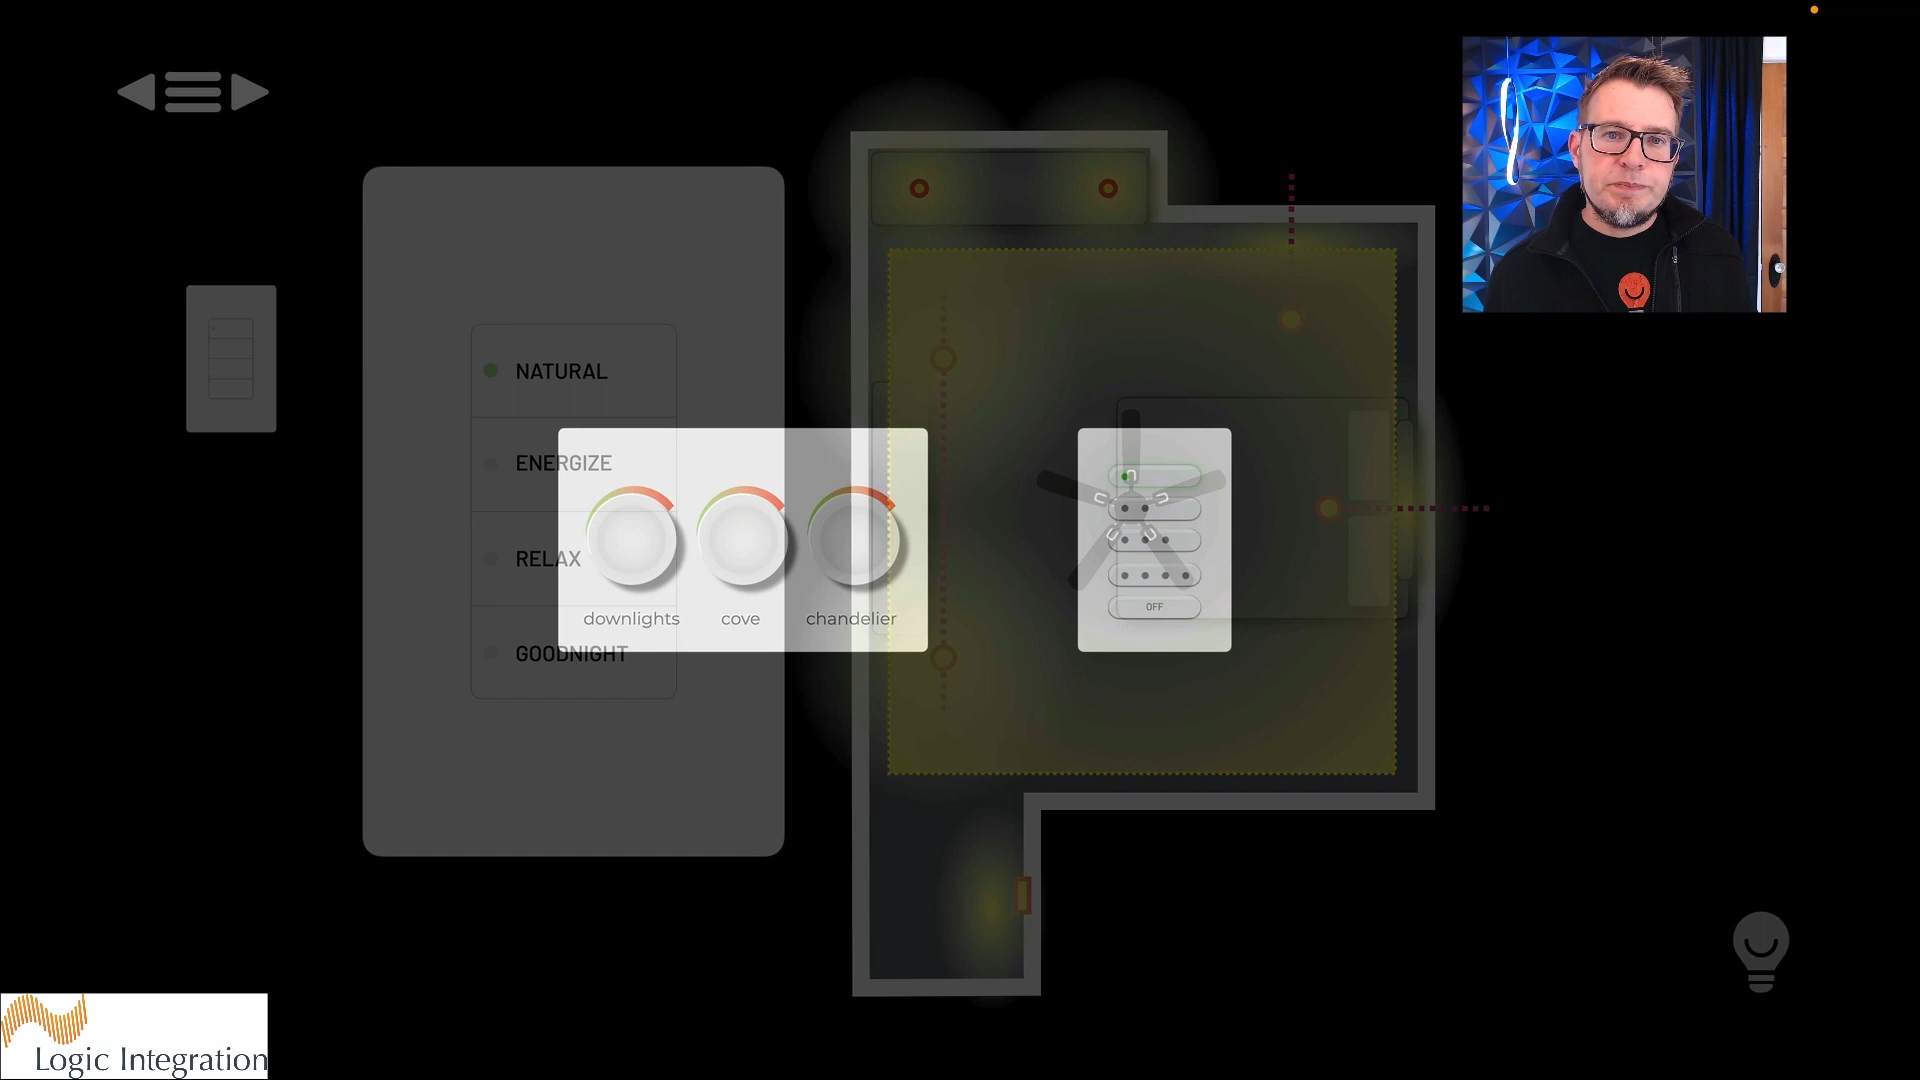 NATURAL
ENERGIZE
RELAX
GOODNIGHT
downlights cove chandelier
OFF
Logic Integration